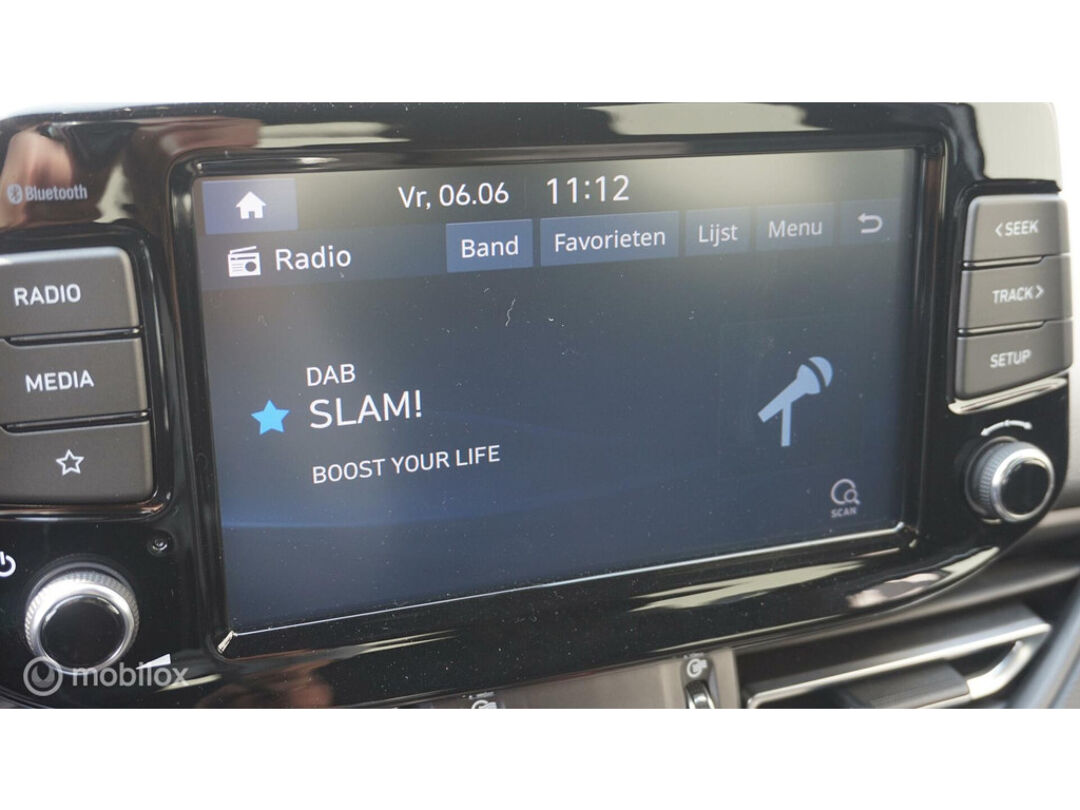 Bluetooth
Vr, 06.06 11:12
Radio Band Favorieten Lijst Menu
RADIO
MEDIA
DAB
SLAM!
BOOST YOUR LIFE
SCAN
<SEEK
TRACK>
SETUP
mobilox